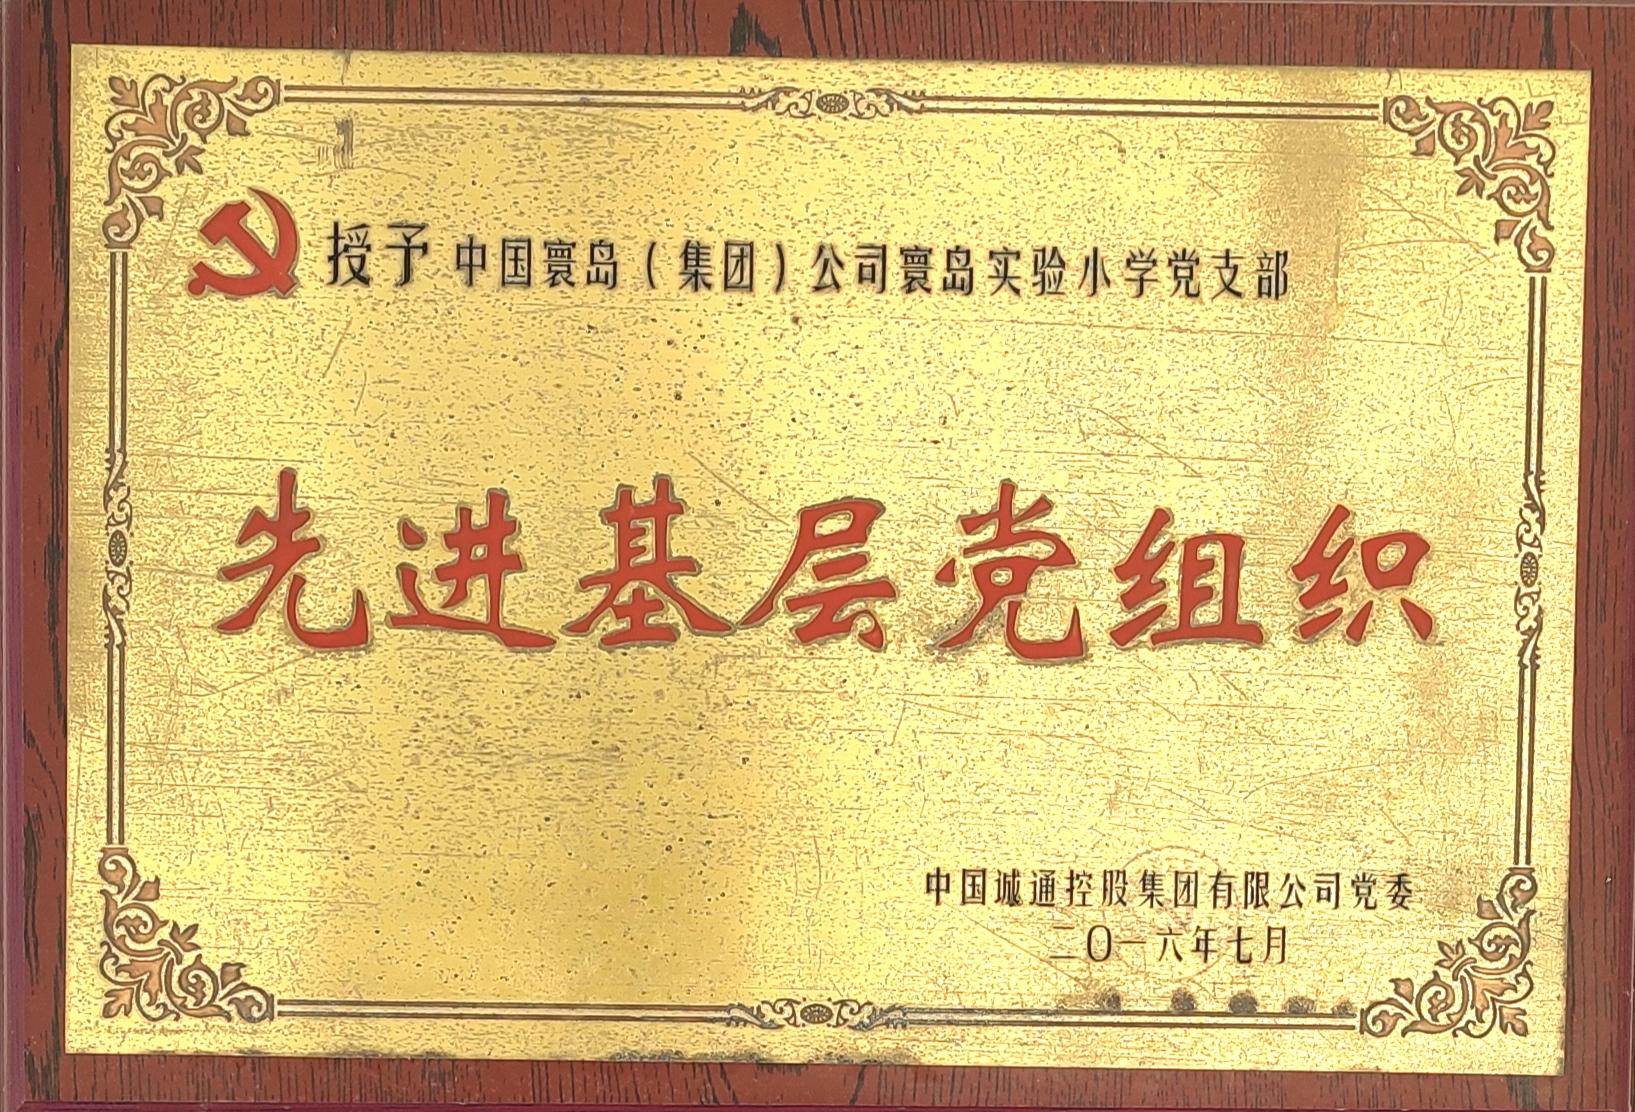 授予 中国寰岛（集团）公司寰岛实验小学党支部
先进基层党组织
中国诚通控股集团有限公司党委
二〇一六年七月